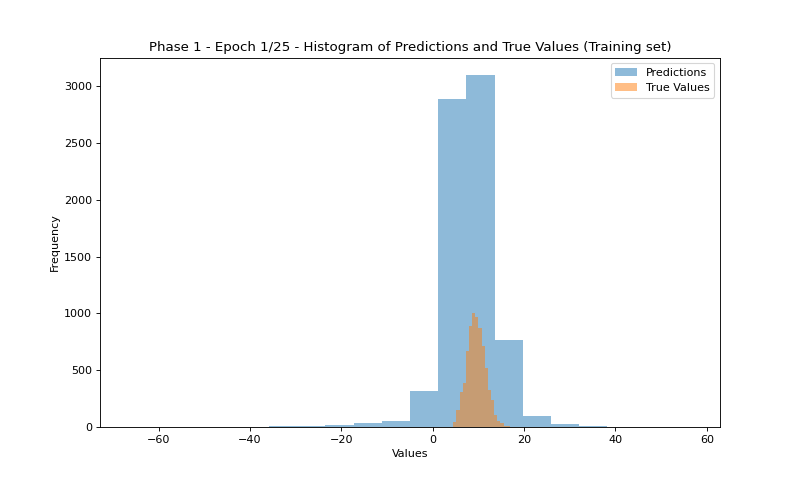 Phase 1 - Epoch 1/25 - Histogram of Predictions and True Values (Training set)
Predictions
True Values
3000
2500
2000
1500
1000
500
0
Frequency
−60
−40
−20
0
20
40
60
Values